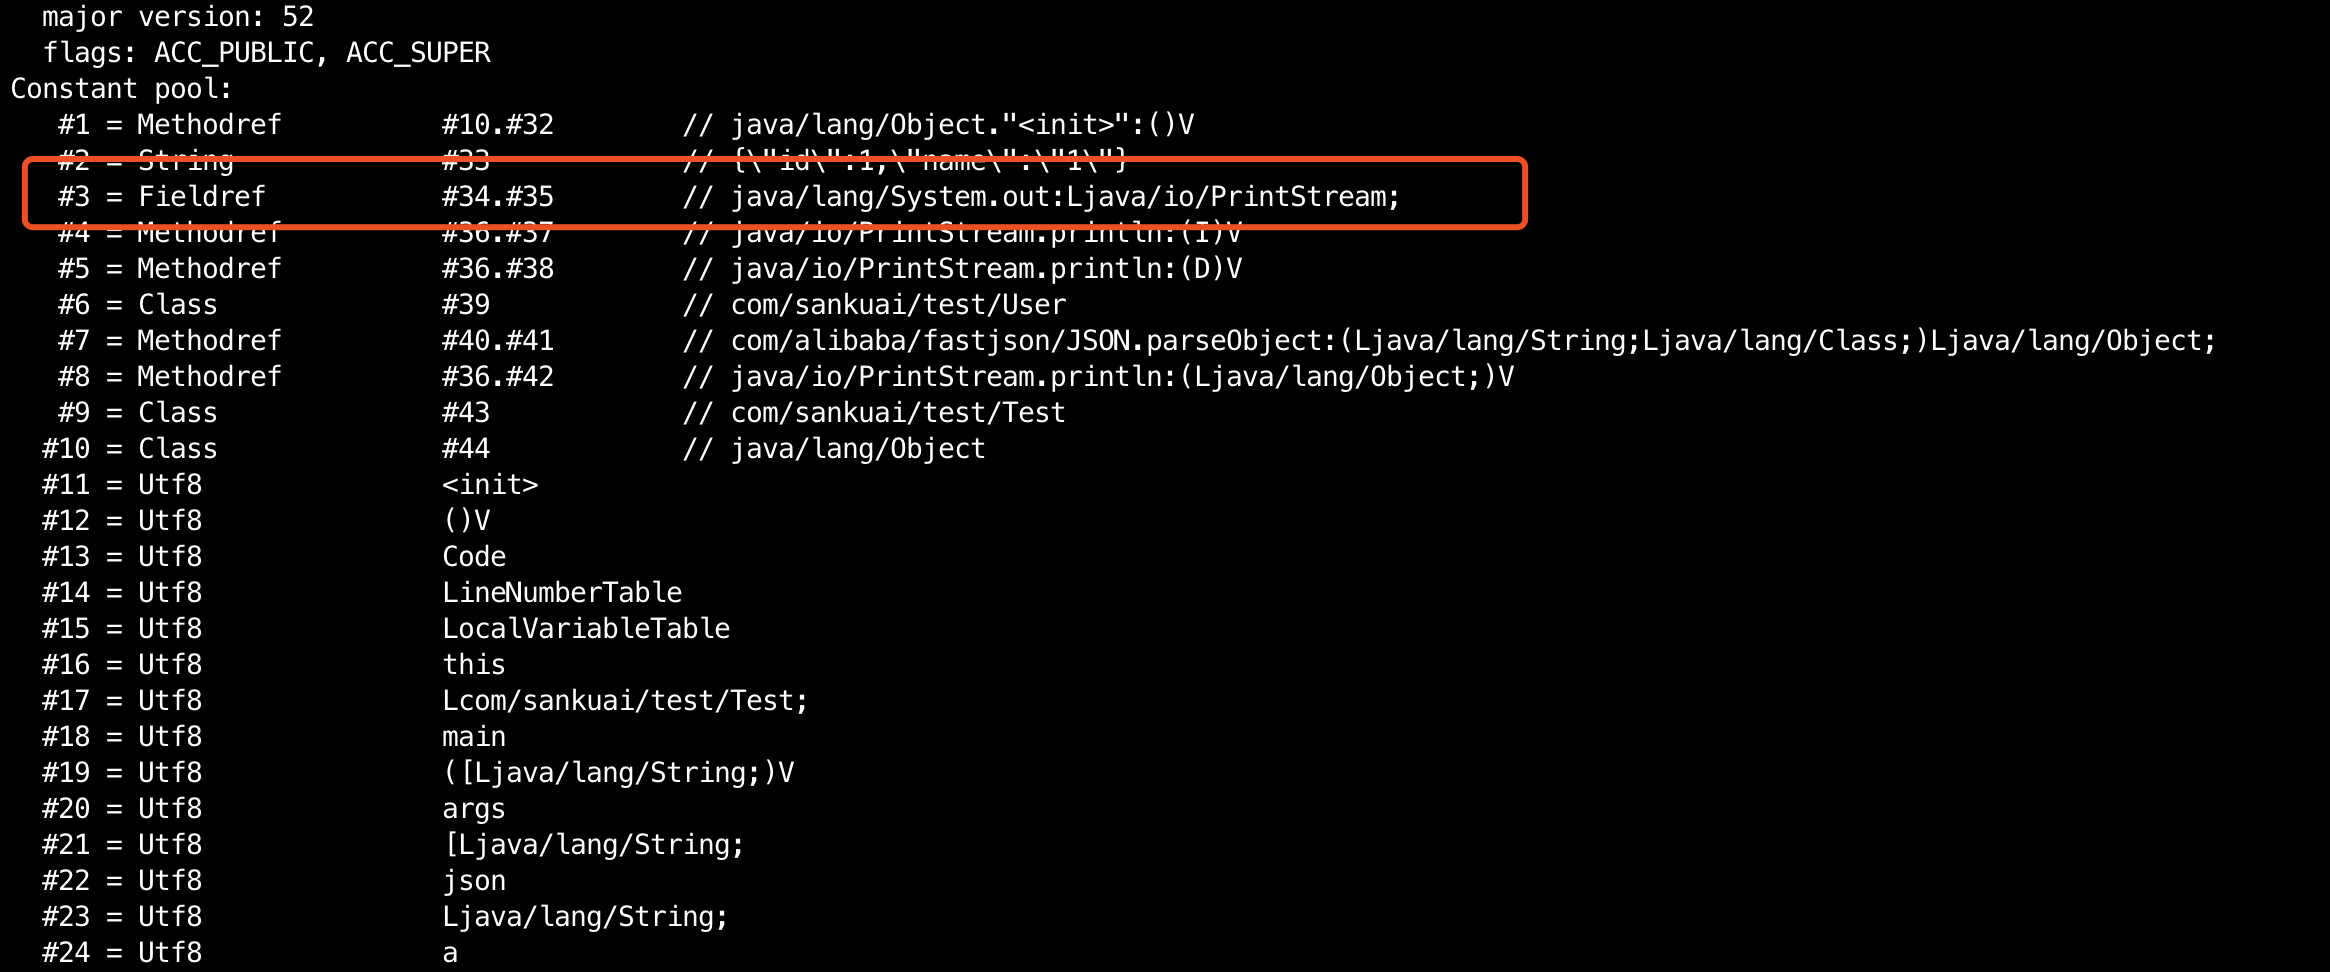 major version: 52
flags: ACC_PUBLIC, ACC_SUPER
Constant pool:
#1 = Methodref #10.#32 // java/lang/Object."<init>":()V
#2 = String #33 // {\"id\":1,\"name\":\"1\"}
#3 = Fieldref #34.#35 // java/lang/System.out:Ljava/io/PrintStream;
#4 = Methodref #36.#37 // java/io/PrintStream.println:(I)V
#5 = Methodref #36.#38 // java/io/PrintStream.println:(D)V
#6 = Class #39 // com/sankuai/test/User
#7 = Methodref #40.#41 // com/alibaba/fastjson/JSON.parseObject:(Ljava/lang/String;Ljava/lang/Class;)Ljava/lang/Object;
#8 = Methodref #36.#42 // java/io/PrintStream.println:(Ljava/lang/Object;)V
#9 = Class #43 // com/sankuai/test/Test
#10 = Class #44 // java/lang/Object
#11 = Utf8 <init>
#12 = Utf8 ()V
#13 = Utf8 Code
#14 = Utf8 LineNumberTable
#15 = Utf8 LocalVariableTable
#16 = Utf8 this
#17 = Utf8 Lcom/sankuai/test/Test;
#18 = Utf8 main
#19 = Utf8 ([Ljava/lang/String;)V
#20 = Utf8 args
#21 = Utf8 [Ljava/lang/String;
#22 = Utf8 json
#23 = Utf8 Ljava/lang/String;
#24 = Utf8 a